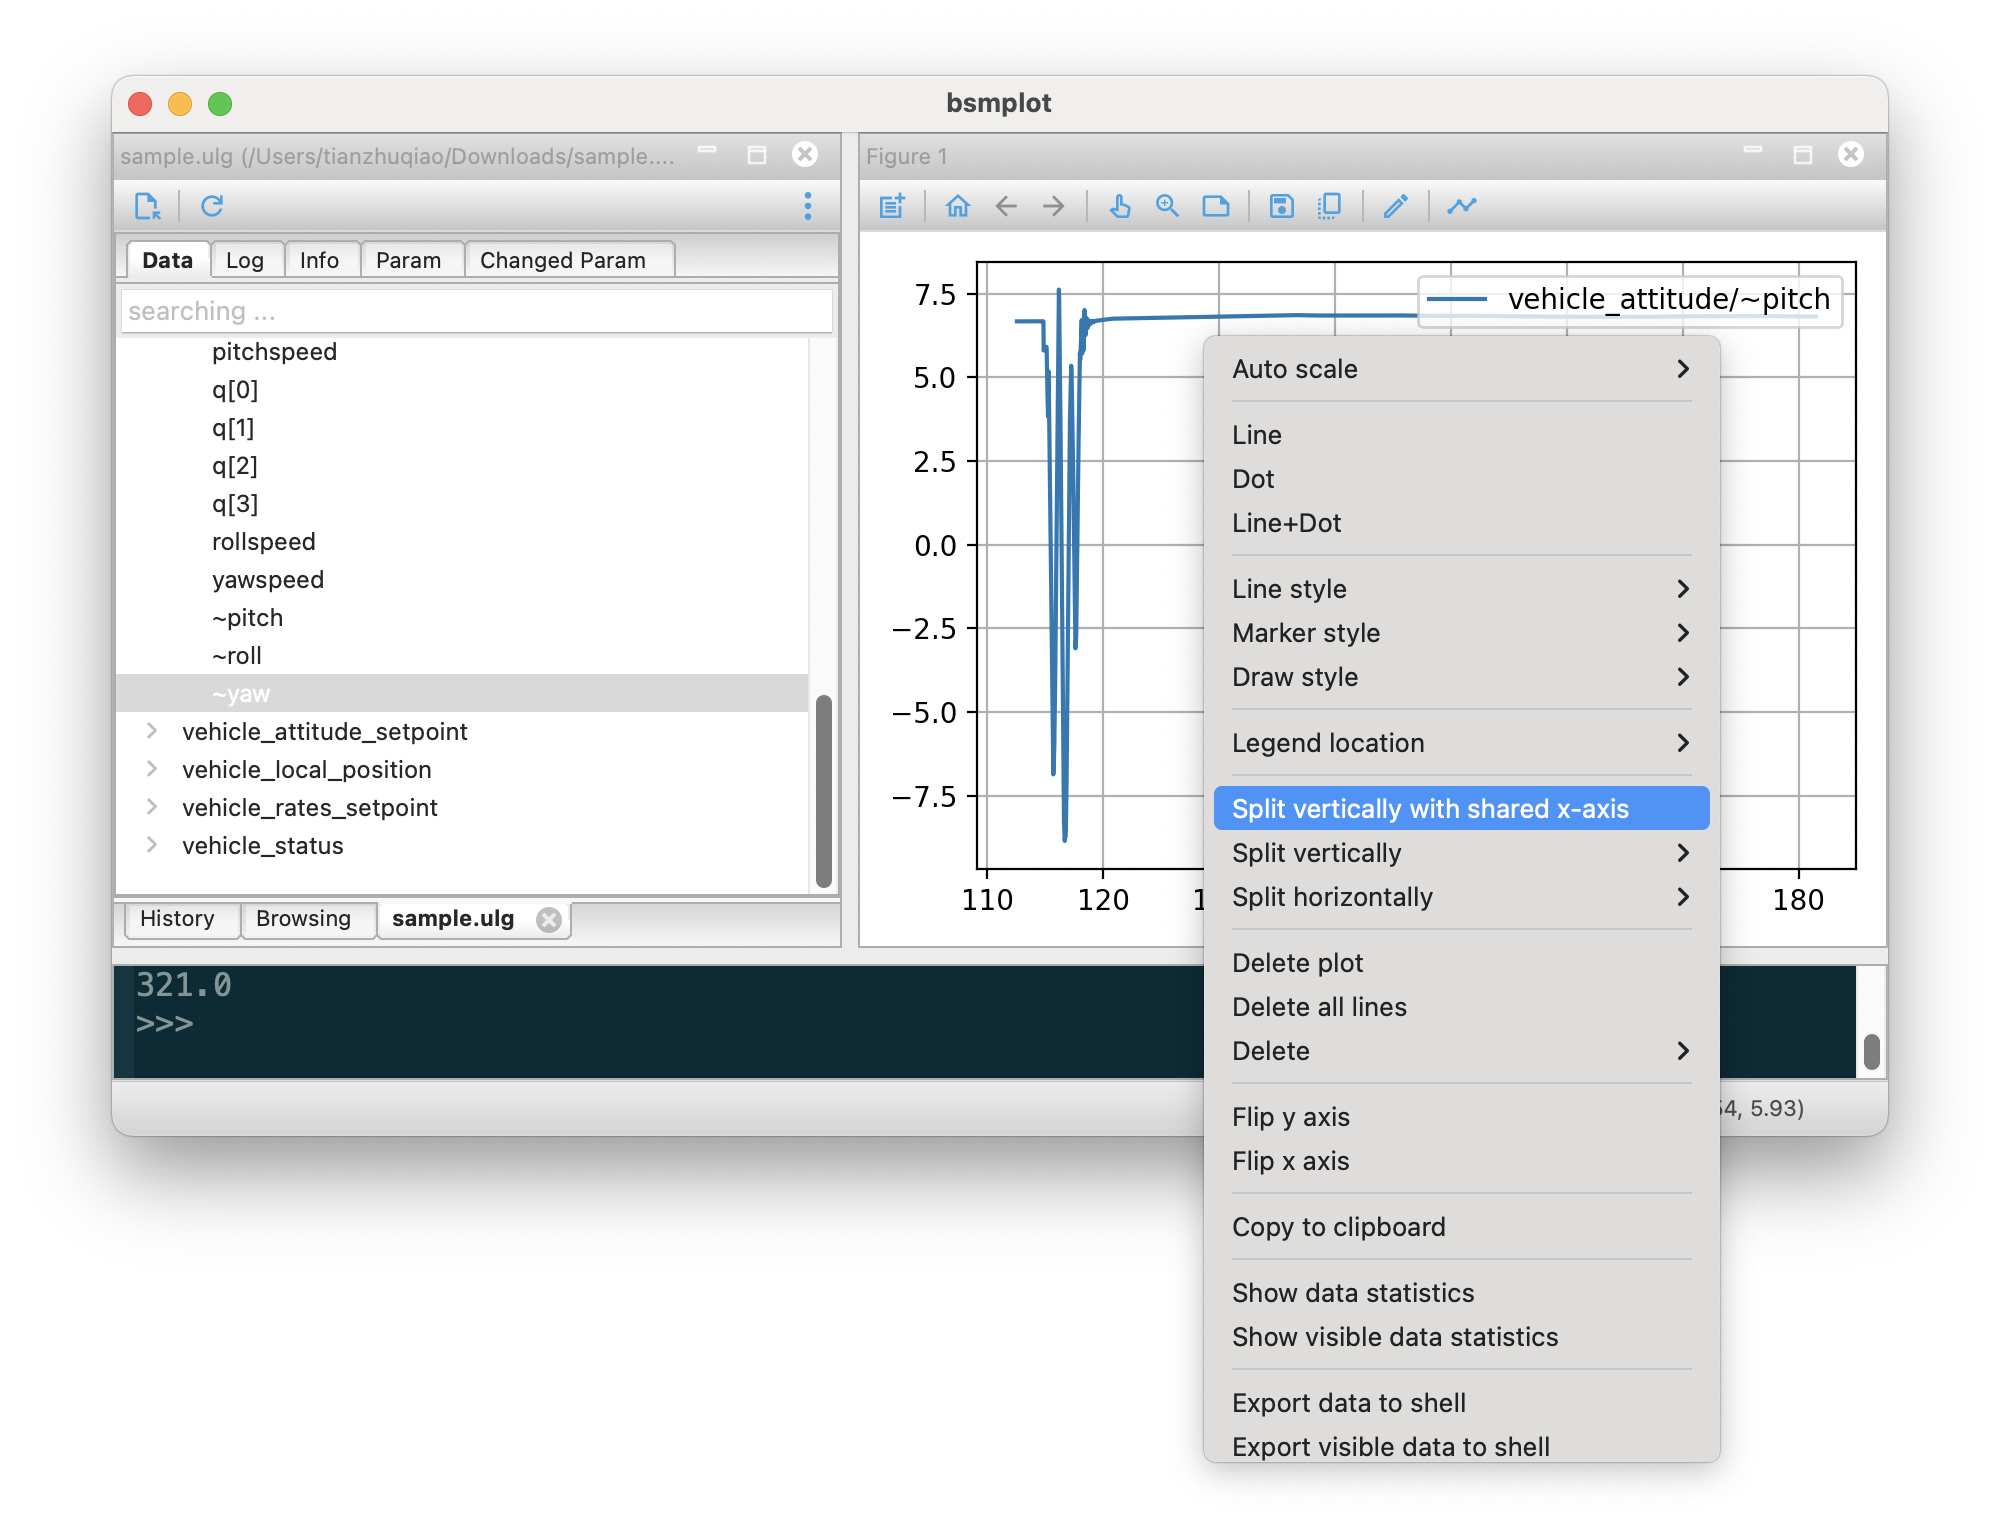 bsmplot
sample.ulg (/Users/tianzhuqiao/Downloads/sample....
Data
Log
Info
Param
Changed Param
searching ...
pitchspeed
q[0]
q[1]
q[2]
q[3]
rollspeed
yawspeed
~pitch
~roll
~yaw
vehicle_attitude_setpoint
vehicle_local_position
vehicle_rates_setpoint
vehicle_status
History
Browsing
sample.ulg
Figure 1
7.5
5.0
2.5
0.0
−2.5
−5.0
−7.5
110
120
180
vehicle_attitude/~pitch
Auto scale
Line
Dot
Line+Dot
Line style
Marker style
Draw style
Legend location
Split vertically with shared x-axis
Split vertically
Split horizontally
Delete plot
Delete all lines
Delete
Flip y axis
Flip x axis
Copy to clipboard
Show data statistics
Show visible data statistics
Export data to shell
Export visible data to shell
321.0
>>>
4, 5.93)